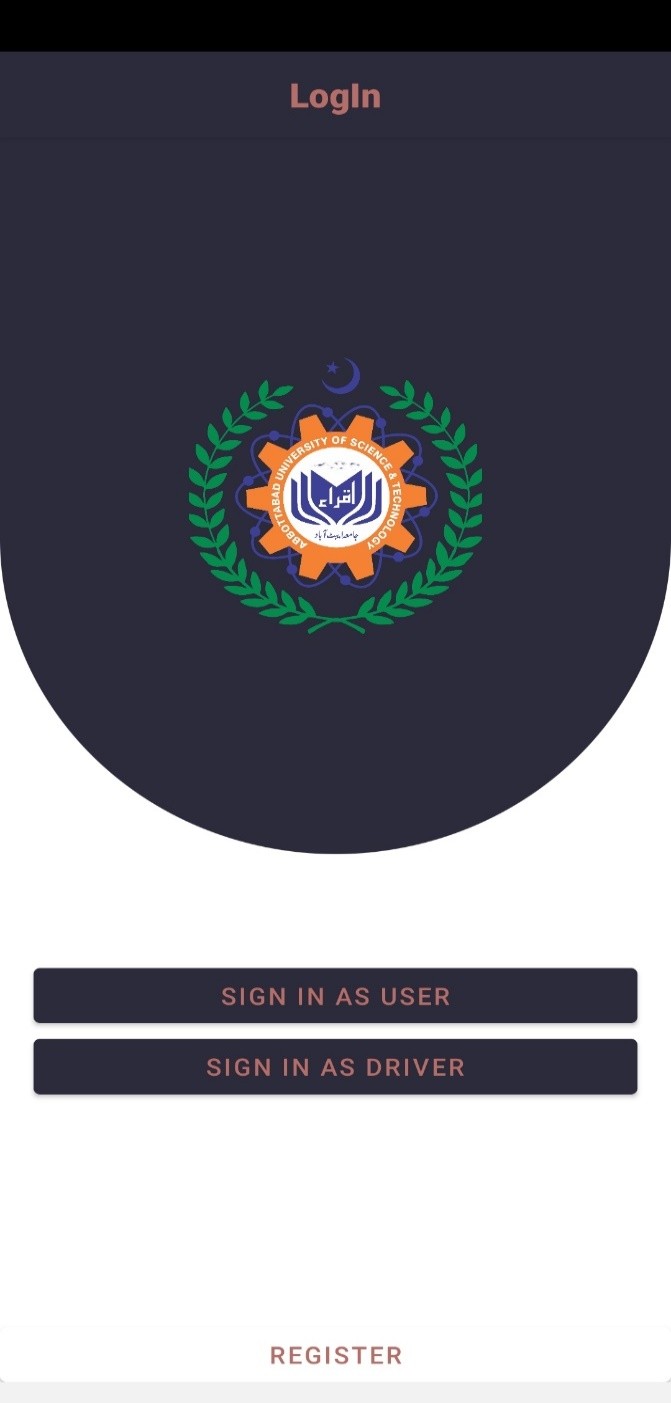 LogIn
ABBOTTABAD UNIVERSITY OF SCIENCE & TECHNOLOGY
اقراء
جامعہ ایبٹ آباد
SIGN IN AS USER
SIGN IN AS DRIVER
REGISTER